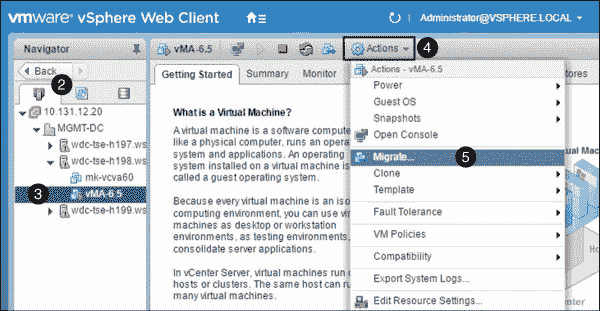 vmware® vSphere Web Client
Administrator@VSPHERE.LOCAL
Navigator
Back
2
10.131.12.20
MGMT-DC
wdc-tse-h197.ws
wdc-tse-h198.ws
mk-vcva60
3
vMA-6.5
wdc-tse-h199.ws
vMA-6.5
Actions
4
Getting Started
Summary
Monitor
What is a Virtual Machine?
A virtual machine is a software compute
like a physical computer, runs an operat
system and applications. An operating
system installed on a virtual machine is
called a guest operating system.
Because every virtual machine is an iso
computing environment, you can use vir
machines as desktop or workstation
environments, as testing environments,
consolidate server applications.
In vCenter Server, virtual machines run o
hosts or clusters. The same host can ru
many virtual machines.
Actions - vMA-6.5
Power
Guest OS
Snapshots
Open Console
Migrate...
5
Clone
Template
Fault Tolerance
VM Policies
Compatibility
Export System Logs...
Edit Resource Settings...
tores